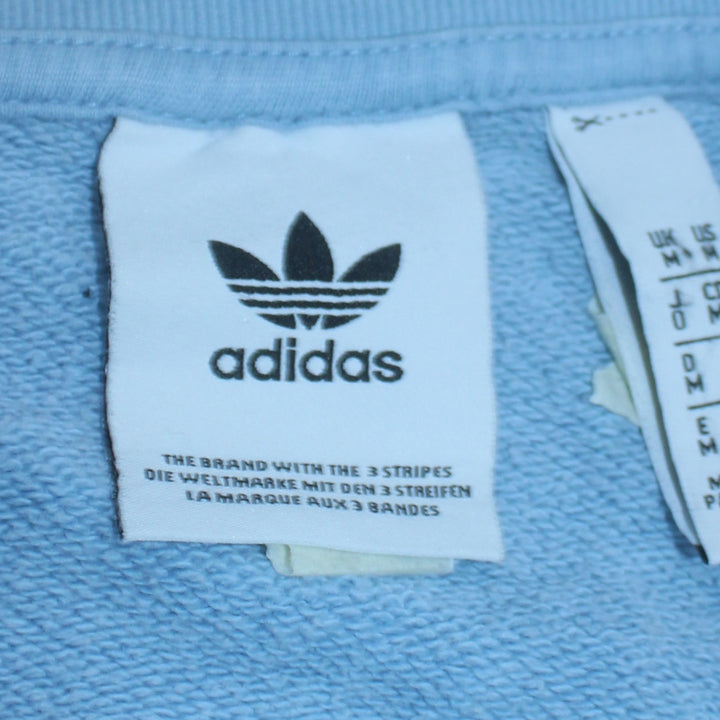 adidas
THE BRAND WITH THE 3 STRIPES
DIE WELTMARKE MIT DEN 3 STREIFEN
LA MARQUE AUX 3 BANDES
UK US
M M
M
M
M